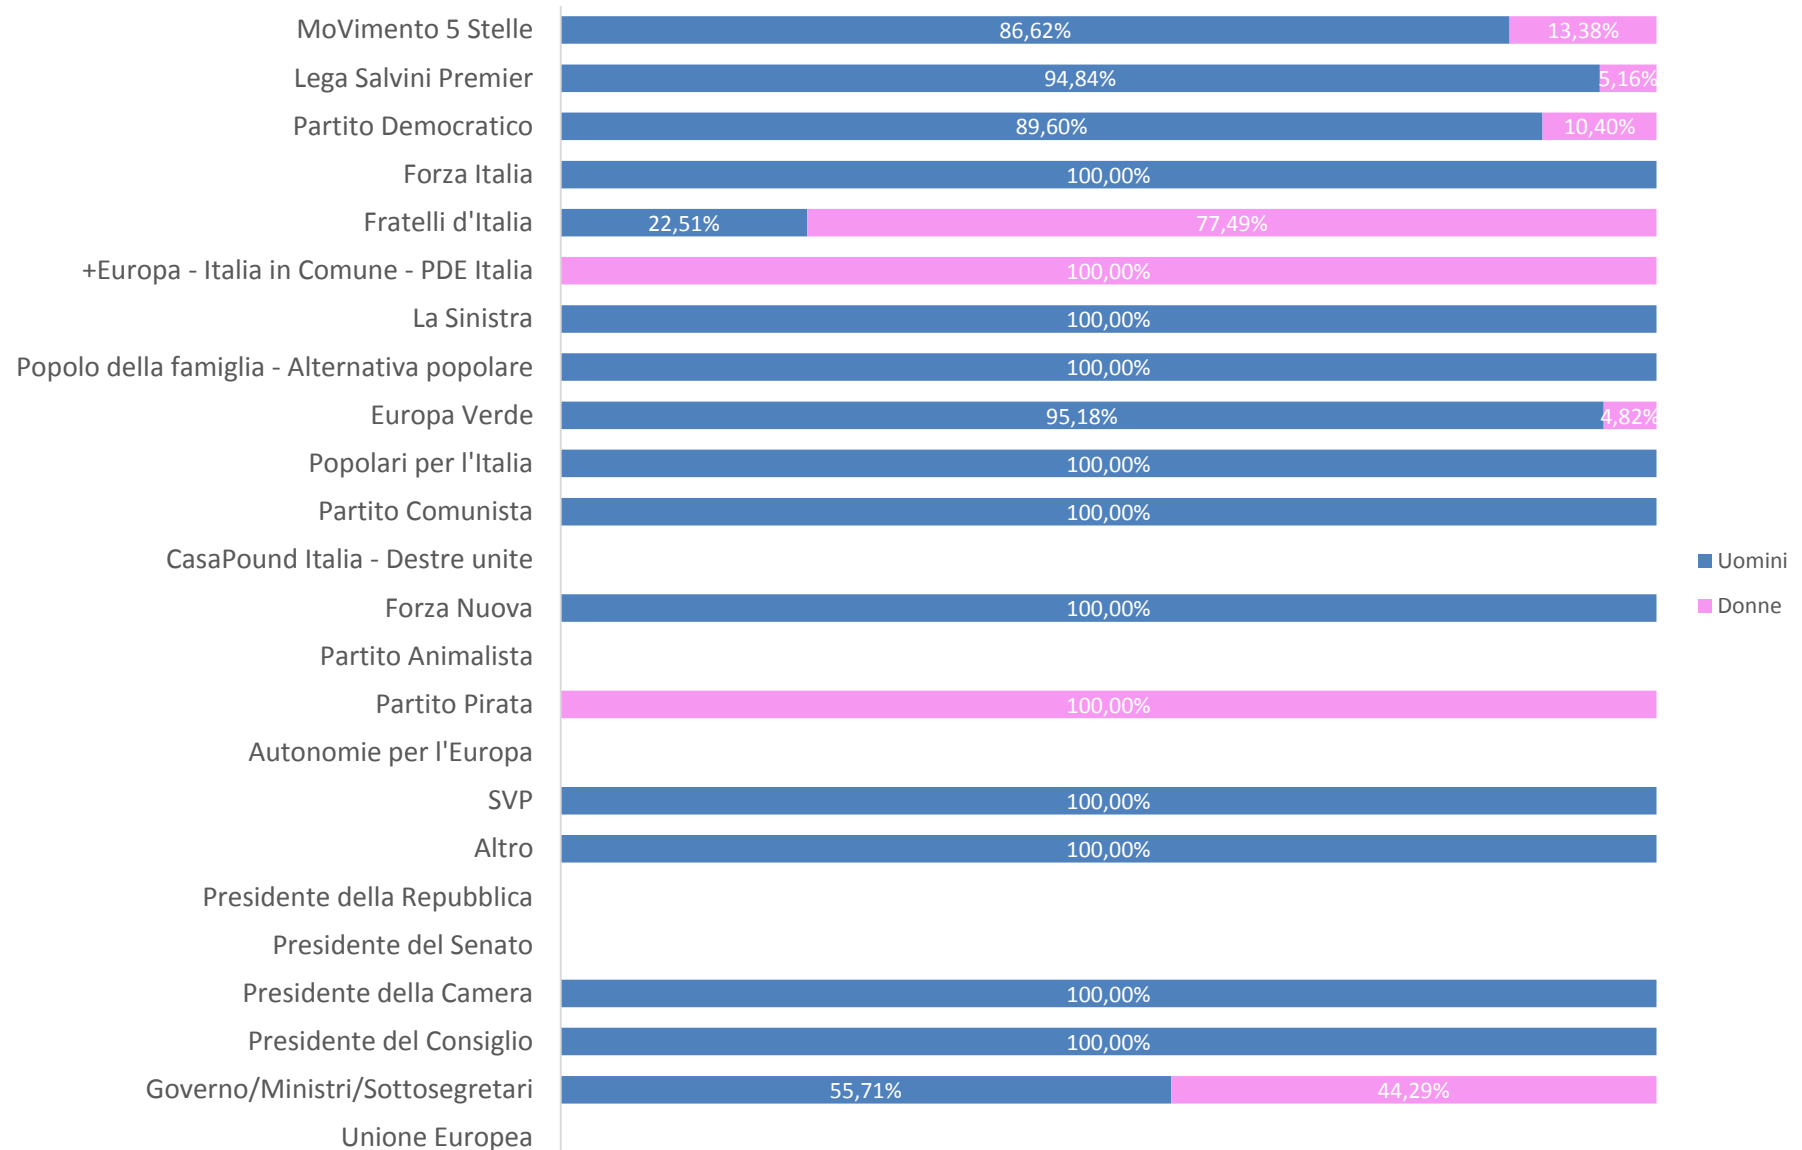 MoVimento 5 Stelle 86,62% 13,38%
Lega Salvini Premier 94,84% 5,16%
Partito Democratico 89,60% 10,40%
Forza Italia 100,00%
Fratelli d'Italia 22,51% 77,49%
+Europa - Italia in Comune - PDE Italia 100,00%
La Sinistra 100,00%
Popolo della famiglia - Alternativa popolare 100,00%
Europa Verde 95,18% 4,82%
Popolari per l'Italia 100,00%
Partito Comunista 100,00%
CasaPound Italia - Destre unite
Uomini
Forza Nuova 100,00%
Donne
Partito Animalista
Partito Pirata 100,00%
Autonomie per l'Europa
SVP 100,00%
Altro 100,00%
Presidente della Repubblica
Presidente del Senato
Presidente della Camera 100,00%
Presidente del Consiglio 100,00%
Governo/Ministri/Sottosegretari 55,71% 44,29%
Unione Europea